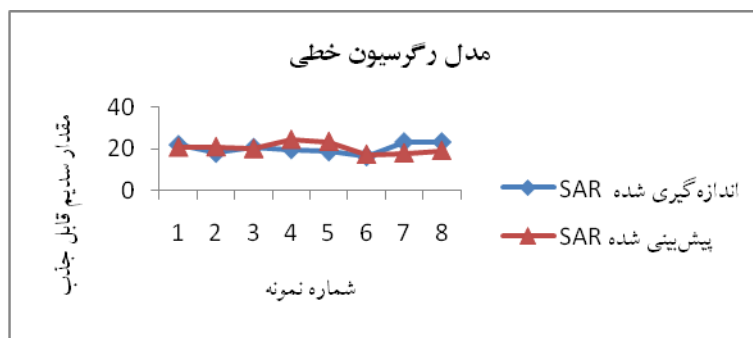 مدل رگرسیون خطی
مقدار سدیم قابل جذب
40
20
0
1 2 3 4 5 6 7 8
شماره نمونه
اندازه‌گیری شده SAR
پیش‌بینی شده SAR